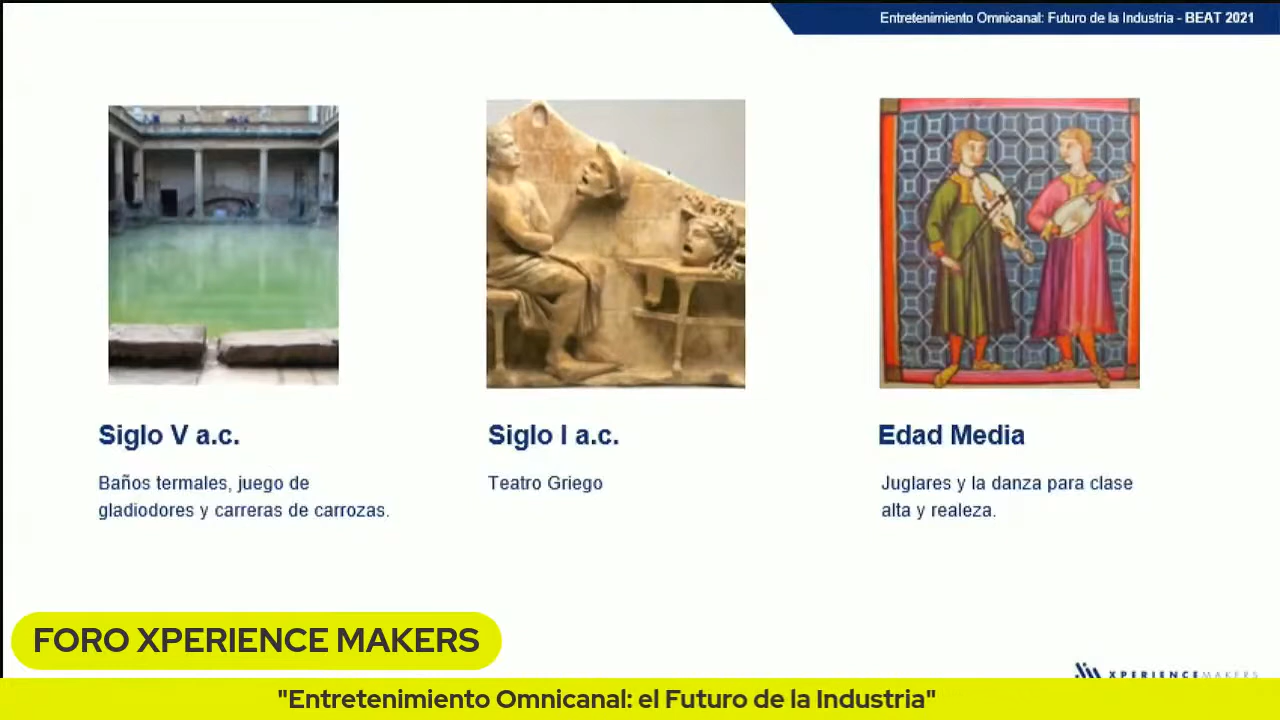 Entretenimiento Omnicanal: Futuro de la Industria - BEAT 2021
Siglo V a.c.
Baños termales, juego de
gladiodores y carreras de carrozas.
Siglo I a.c.
Teatro Griego
Edad Media
Juglares y la danza para clase
alta y realeza.
FORO XPERIENCE MAKERS
XPERIENCEMAKERS
"Entretenimiento Omnicanal: el Futuro de la Industria"